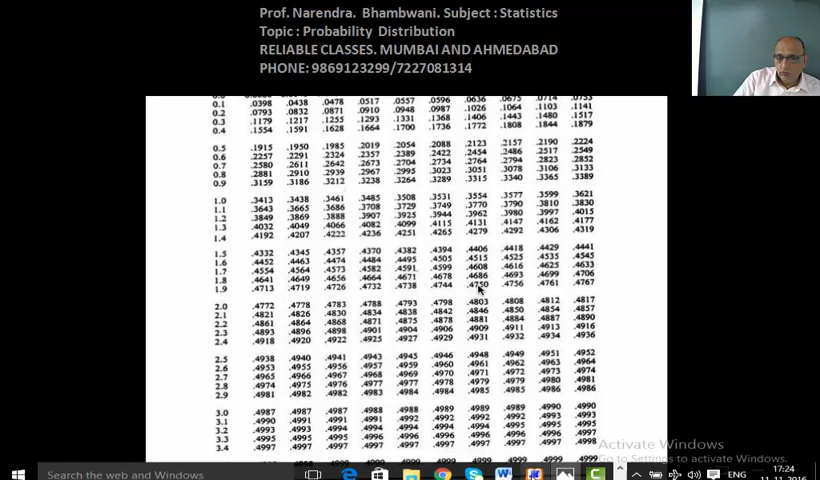 Prof. Narendra. Bhambwani. Subject : Statistics
Topic : Probability Distribution
RELIABLE CLASSES. MUMBAI AND AHMEDABAD
PHONE: 9869123299/7227081314
0.1 .0398 .0438 .0478 .0517 .0557 .0596 .0636 .0675 .0714 .0753
0.2 .0793 .0832 .0871 .0910 .0948 .0987 .1026 .1064 .1103 .1141
0.3 .1179 .1217 .1255 .1293 .1331 .1368 .1406 .1443 .1480 .1517
0.4 .1554 .1591 .1628 .1664 .1700 .1736 .1772 .1808 .1844 .1879
0.5 .1915 .1950 .1985 .2019 .2054 .2088 .2123 .2157 .2190 .2224
0.6 .2257 .2291 .2324 .2357 .2389 .2422 .2454 .2486 .2517 .2549
0.7 .2580 .2611 .2642 .2673 .2704 .2734 .2764 .2794 .2823 .2852
0.8 .2881 .2910 .2939 .2967 .2995 .3023 .3051 .3078 .3106 .3133
0.9 .3159 .3186 .3212 .3238 .3264 .3289 .3315 .3340 .3365 .3389
1.0 .3413 .3438 .3461 .3485 .3508 .3531 .3554 .3577 .3599 .3621
1.1 .3643 .3665 .3686 .3708 .3729 .3749 .3770 .3790 .3810 .3830
1.2 .3849 .3869 .3888 .3907 .3925 .3944 .3962 .3980 .3997 .4015
1.3 .4032 .4049 .4066 .4082 .4099 .4115 .4131 .4147 .4162 .4177
1.4 .4192 .4207 .4222 .4236 .4251 .4265 .4279 .4292 .4306 .4319
1.5 .4332 .4345 .4357 .4370 .4382 .4394 .4406 .4418 .4429 .4441
1.6 .4452 .4463 .4474 .4484 .4495 .4505 .4515 .4525 .4535 .4545
1.7 .4554 .4564 .4573 .4582 .4591 .4599 .4608 .4616 .4625 .4633
1.8 .4641 .4649 .4656 .4664 .4671 .4678 .4686 .4693 .4699 .4706
1.9 .4713 .4719 .4726 .4732 .4738 .4744 .4750 .4756 .4761 .4767
2.0 .4772 .4778 .4783 .4788 .4793 .4798 .4803 .4808 .4812 .4817
2.1 .4821 .4826 .4830 .4834 .4838 .4842 .4846 .4850 .4854 .4857
2.2 .4861 .4864 .4868 .4871 .4875 .4878 .4881 .4884 .4887 .4890
2.3 .4893 .4896 .4898 .4901 .4904 .4906 .4909 .4911 .4913 .4916
2.4 .4918 .4920 .4922 .4925 .4927 .4929 .4931 .4932 .4934 .4936
2.5 .4938 .4940 .4941 .4943 .4945 .4946 .4948 .4949 .4951 .4952
2.6 .4953 .4955 .4956 .4957 .4959 .4960 .4961 .4962 .4963 .4964
2.7 .4965 .4966 .4967 .4968 .4969 .4970 .4971 .4972 .4973 .4974
2.8 .4974 .4975 .4976 .4977 .4977 .4978 .4979 .4979 .4980 .4981
2.9 .4981 .4982 .4982 .4983 .4984 .4984 .4985 .4985 .4986 .4986
3.0 .4987 .4987 .4987 .4988 .4988 .4989 .4989 .4989 .4990 .4990
3.1 .4990 .4991 .4991 .4991 .4992 .4992 .4992 .4992 .4993 .4993
3.2 .4993 .4993 .4994 .4994 .4994 .4994 .4994 .4995 .4995 .4995
3.3 .4995 .4995 .4995 .4996 .4996 .4996 .4996 .4996 .4996 .4997
3.4 .4997 .4997 .4997 .4997 .4997 .4997 .4997 .4997 .4997 .4998
Activate Windows
Go to Settings to activate Windows.
Search the web and Windows
ENG
17:24
11-11-2016